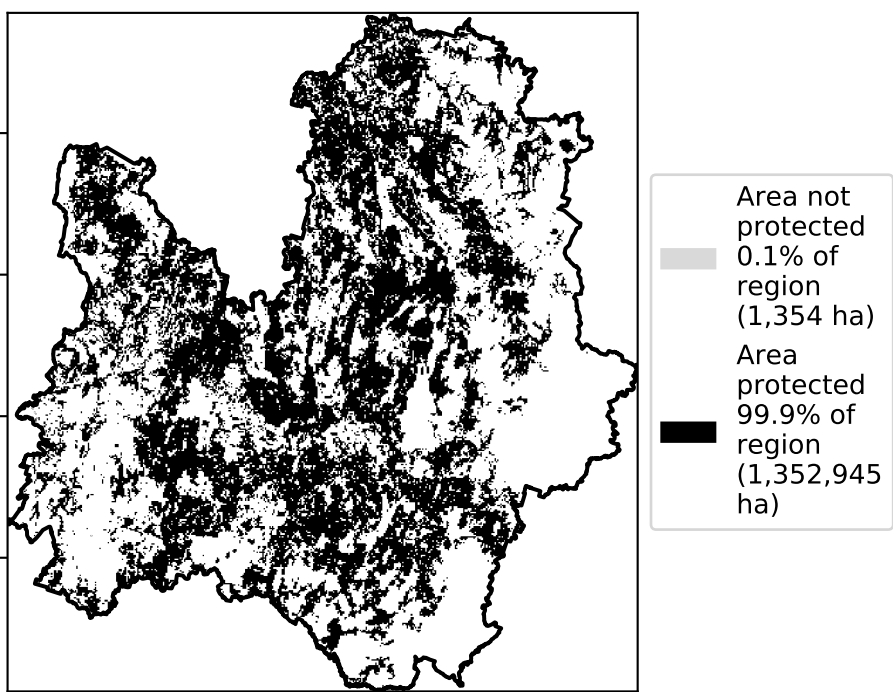 Area not
protected
0.1% of
region
(1,354 ha)
Area
protected
99.9% of
region
(1,352,945
ha)